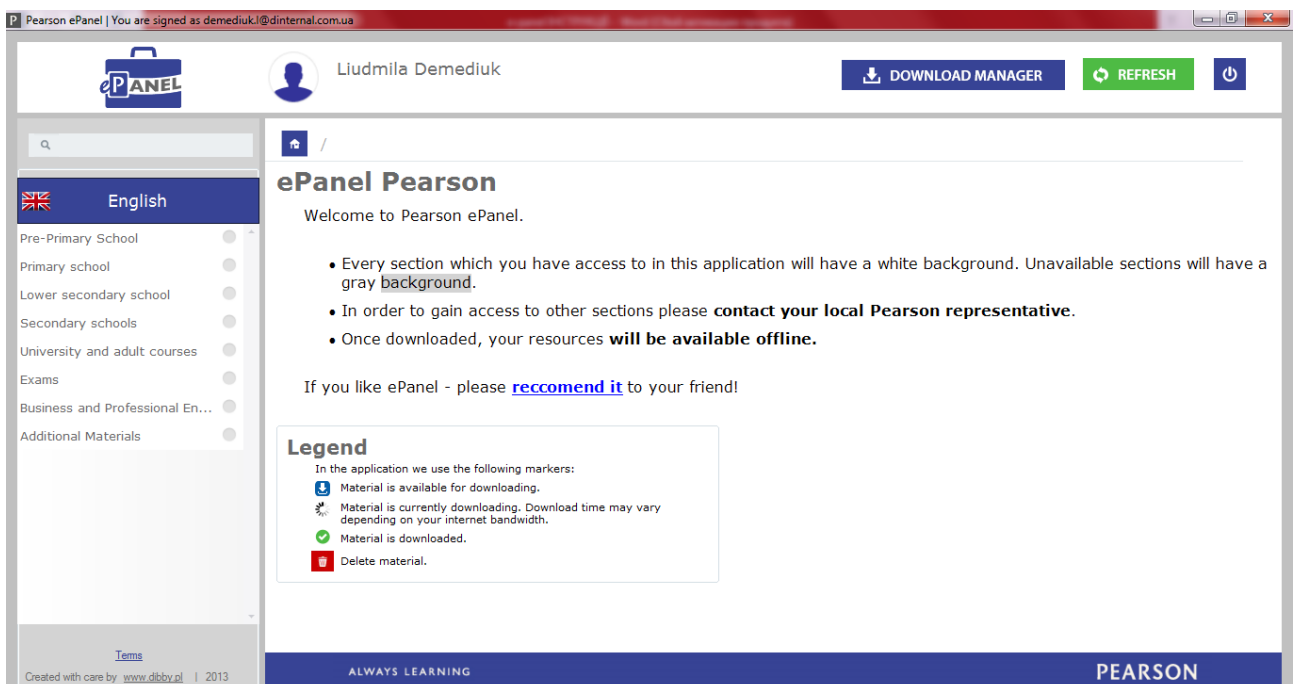 Pearson ePanel | You are signed as demediuk.l@dinternal.com.ua
ePANEL
Liudmila Demediuk
DOWNLOAD MANAGER
REFRESH
/
English
Pre-Primary School
Primary school
Lower secondary school
Secondary schools
University and adult courses
Exams
Business and Professional En...
Additional Materials
ePanel Pearson
Welcome to Pearson ePanel.
• Every section which you have access to in this application will have a white background. Unavailable sections will have a
gray background.
• In order to gain access to other sections please contact your local Pearson representative.
• Once downloaded, your resources will be available offline.
If you like ePanel - please reccomend it to your friend!
Legend
In the application we use the following markers:
Material is available for downloading.
Material is currently downloading. Download time may vary
depending on your internet bandwidth.
Material is downloaded.
Delete material.
Terms
Created with care by www.dibby.pl | 2013
ALWAYS LEARNING
PEARSON